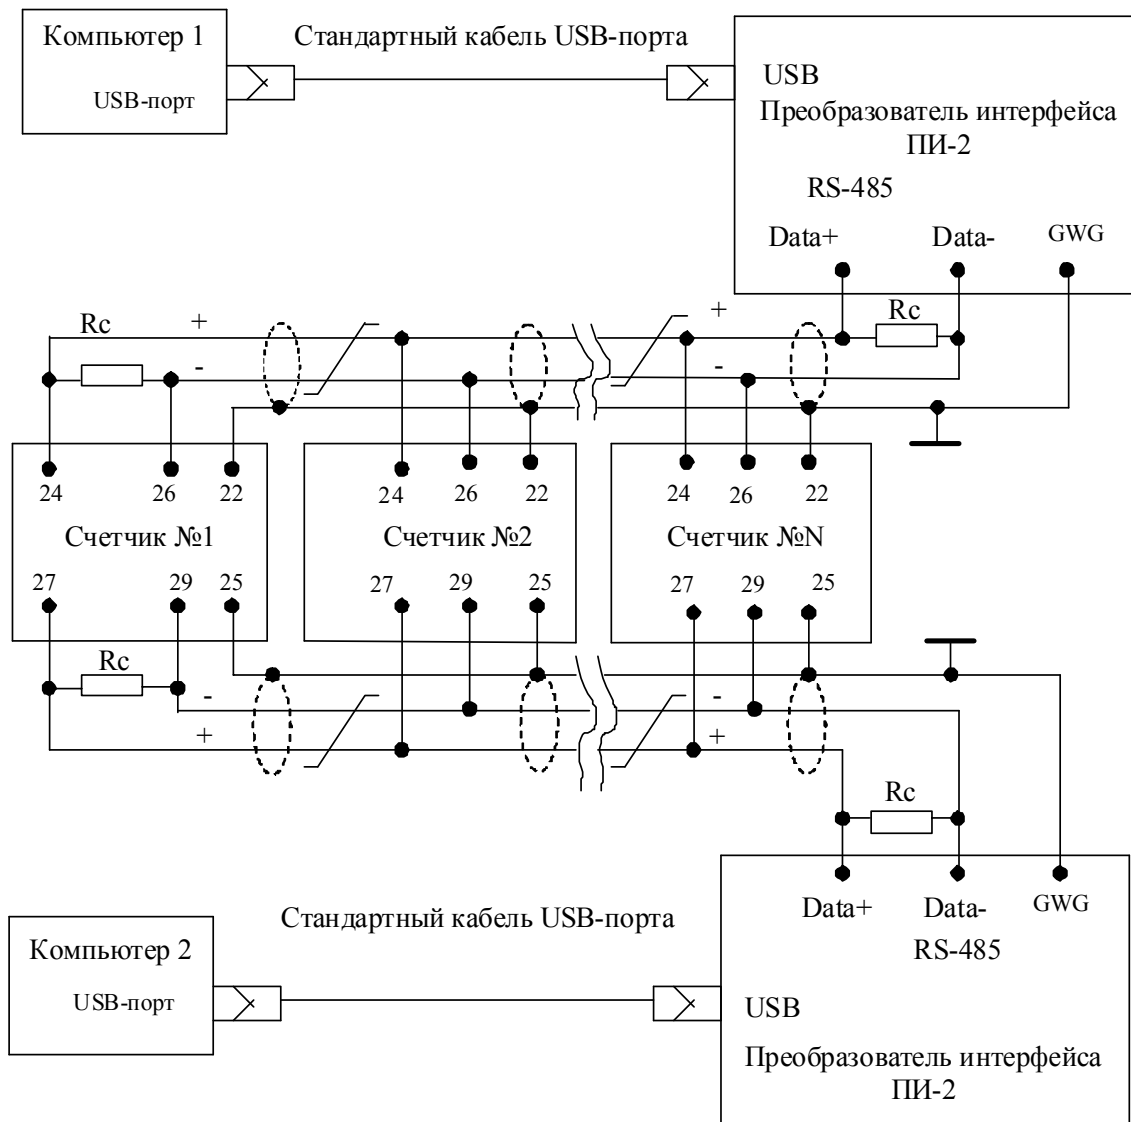 Компьютер 1
USB-порт
Стандартный кабель USB-порта
USB
Преобразователь интерфейса
ПИ-2
RS-485
Data+ Data- GWG
Rc + - + - Rc
24 26 22 24 26 22 24 26 22
Счетчик №1 Счетчик №2 Счетчик №N
27 29 25 27 29 25 27 29 25
Rc - + - +
Rc
Data+ Data- GWG
RS-485
Стандартный кабель USB-порта
Компьютер 2
USB-порт
USB
Преобразователь интерфейса
ПИ-2